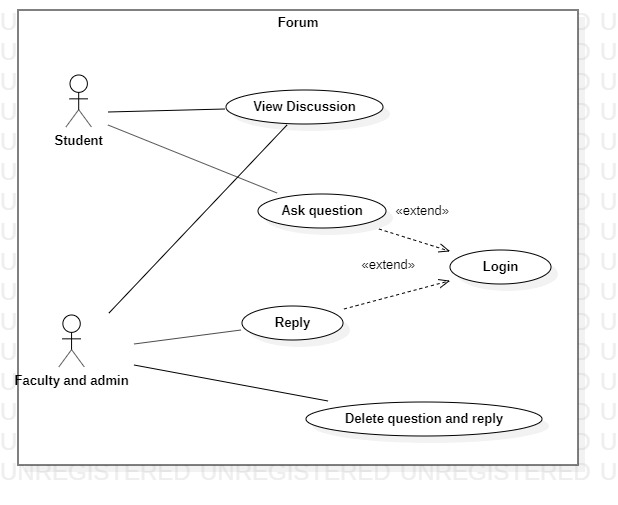 Forum
View Discussion
Student
Ask question
«extend»
«extend»
Login
Reply
Faculty and admin
Delete question and reply
UNREGISTERED UNREGISTERED UNREGISTERED U